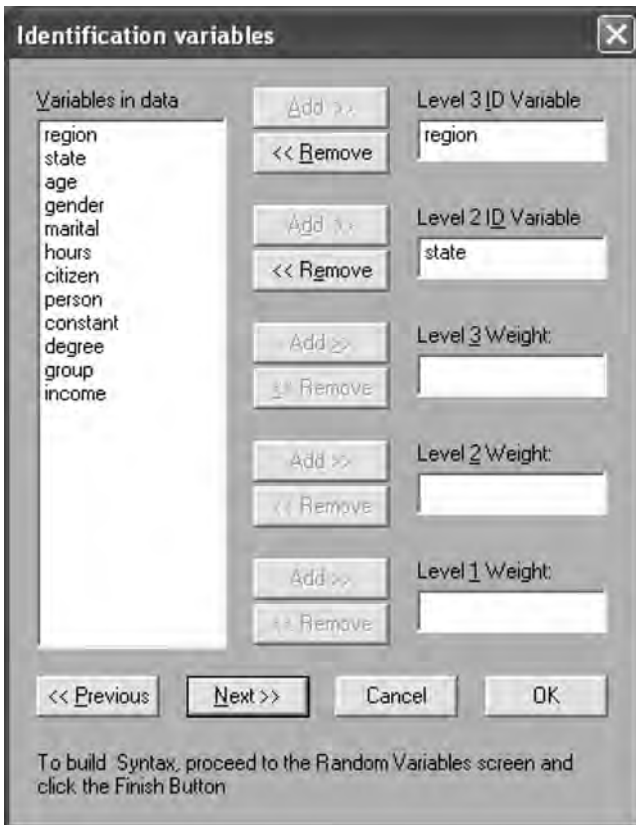 Identification variables
Variables in data
region
state
age
gender
marital
hours
citizen
person
constant
degree
group
income
Add >>
<< Remove
Level 3 ID Variable
region
Add >>
<< Remove
Level 2 ID Variable
state
Add >>
<< Remove
Level 3 Weight:
Add >>
<< Remove
Level 2 Weight:
Add >>
<< Remove
Level 1 Weight:
<< Previous
Next >>
Cancel
OK
To build Syntax, proceed to the Random Variables screen and
click the Finish Button